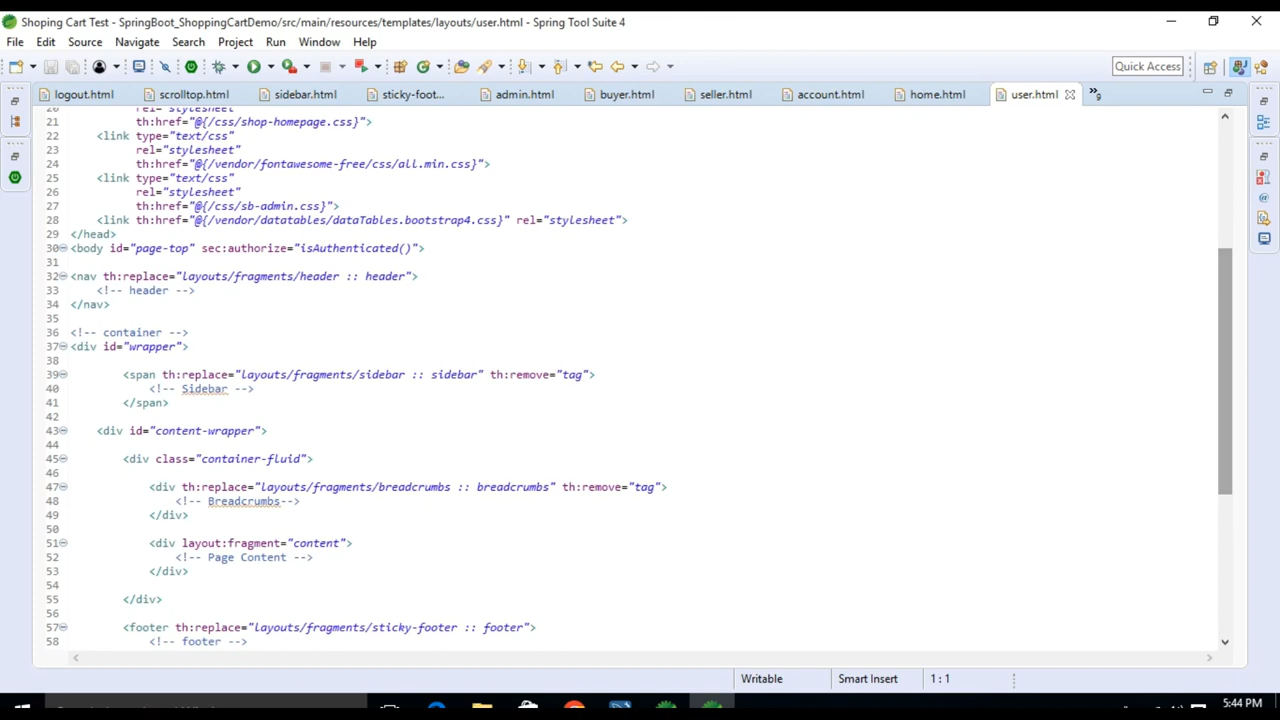 Shoping Cart Test - SpringBoot_ShoppingCartDemo/src/main/resources/templates/layouts/user.html - Spring Tool Suite 4
File Edit Source Navigate Search Project Run Window Help
Quick Access
logout.html scrolltop.html sidebar.html sticky-foot... admin.html buyer.html seller.html account.html home.html user.html 9
20 rel="stylesheet"
21 th:href="@{/css/shop-homepage.css}">
22 <link type="text/css"
23 rel="stylesheet"
24 th:href="@{/vendor/fontawesome-free/css/all.min.css}">
25 <link type="text/css"
26 rel="stylesheet"
27 th:href="@{/css/sb-admin.css}">
28 <link th:href="@{/vendor/datatables/dataTables.bootstrap4.css}" rel="stylesheet">
29 </head>
30 <body id="page-top" sec:authorize="isAuthenticated()">
31
32 <nav th:replace="layouts/fragments/header :: header">
33 <!-- header -->
34 </nav>
35
36 <!-- container -->
37 <div id="wrapper">
38
39 <span th:replace="layouts/fragments/sidebar :: sidebar" th:remove="tag">
40 <!-- Sidebar -->
41 </span>
42
43 <div id="content-wrapper">
44
45 <div class="container-fluid">
46
47 <div th:replace="layouts/fragments/breadcrumbs :: breadcrumbs" th:remove="tag">
48 <!-- Breadcrumbs-->
49 </div>
50
51 <div layout:fragment="content">
52 <!-- Page Content -->
53 </div>
54
55 </div>
56
57 <footer th:replace="layouts/fragments/sticky-footer :: footer">
58 <!-- footer -->
Writable Smart Insert 1 : 1
5:44 PM